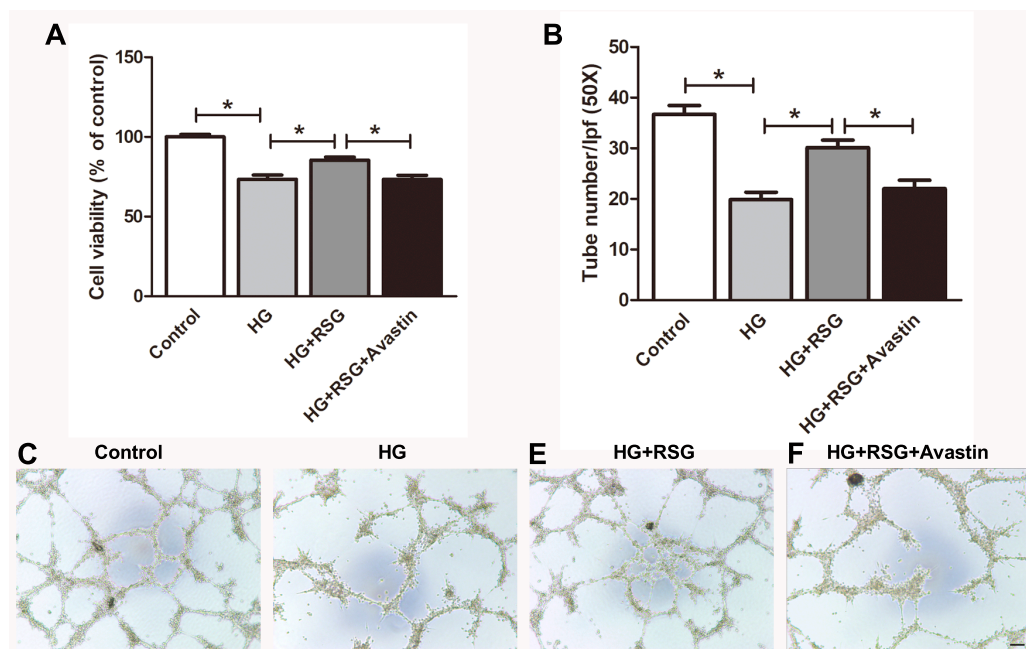 A
Cell viability (% of control)
150
100
50
0
*
*
*
Control
HG
HG+RSG
HG+RSG+Avastin
B
Tube number/lpf (50X)
50
40
30
20
10
0
*
*
*
Control
HG
HG+RSG
HG+RSG+Avastin
C
Control
HG
E
HG+RSG
F
HG+RSG+Avastin